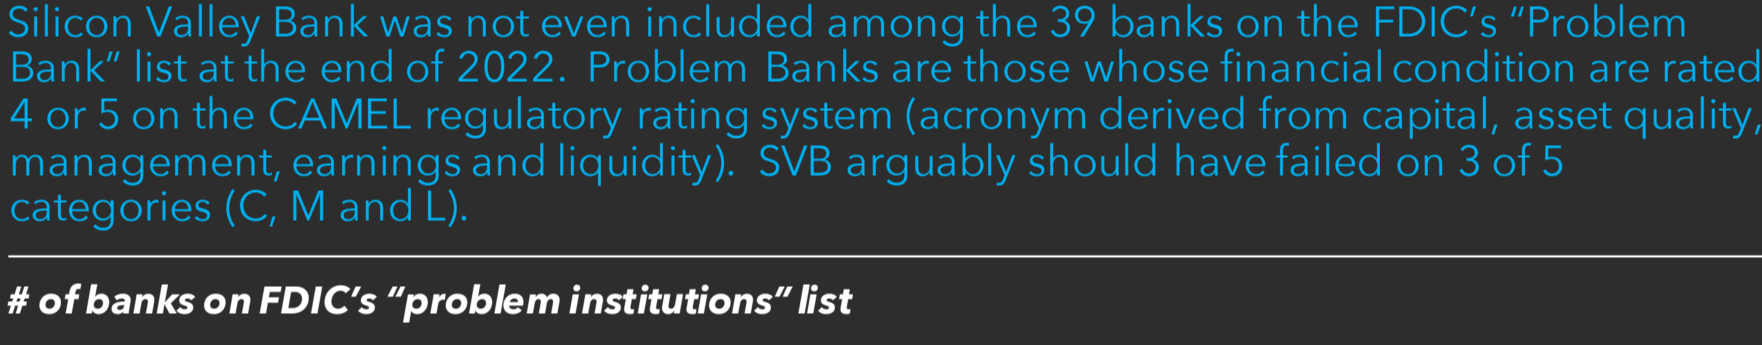 Silicon Valley Bank was not even included among the 39 banks on the FDIC’s “Problem
Bank” list at the end of 2022.  Problem Banks are those whose financial condition are rated
4 or 5 on the CAMEL regulatory rating system (acronym derived from capital, asset quality,
management, earnings and liquidity).  SVB arguably should have failed on 3 of 5
categories (C, M and L).
# of banks on FDIC’s “problem institutions” list